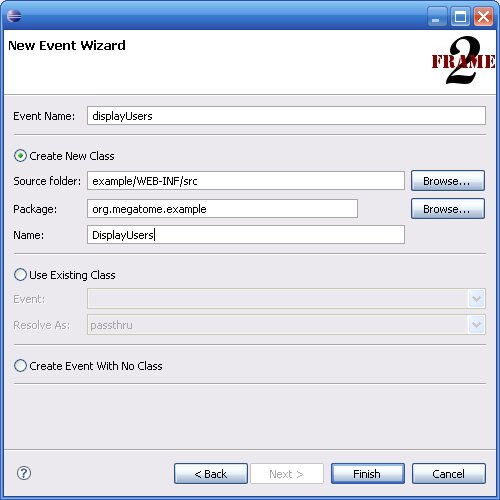 New Event Wizard
FRAME 2
Event Name: displayUsers
Create New Class
Source folder: example/WEB-INF/src Browse...
Package: org.megatome.example Browse...
Name: DisplayUsers
Use Existing Class
Event:
Resolve As: passthru
Create Event With No Class
? < Back Next > Finish Cancel